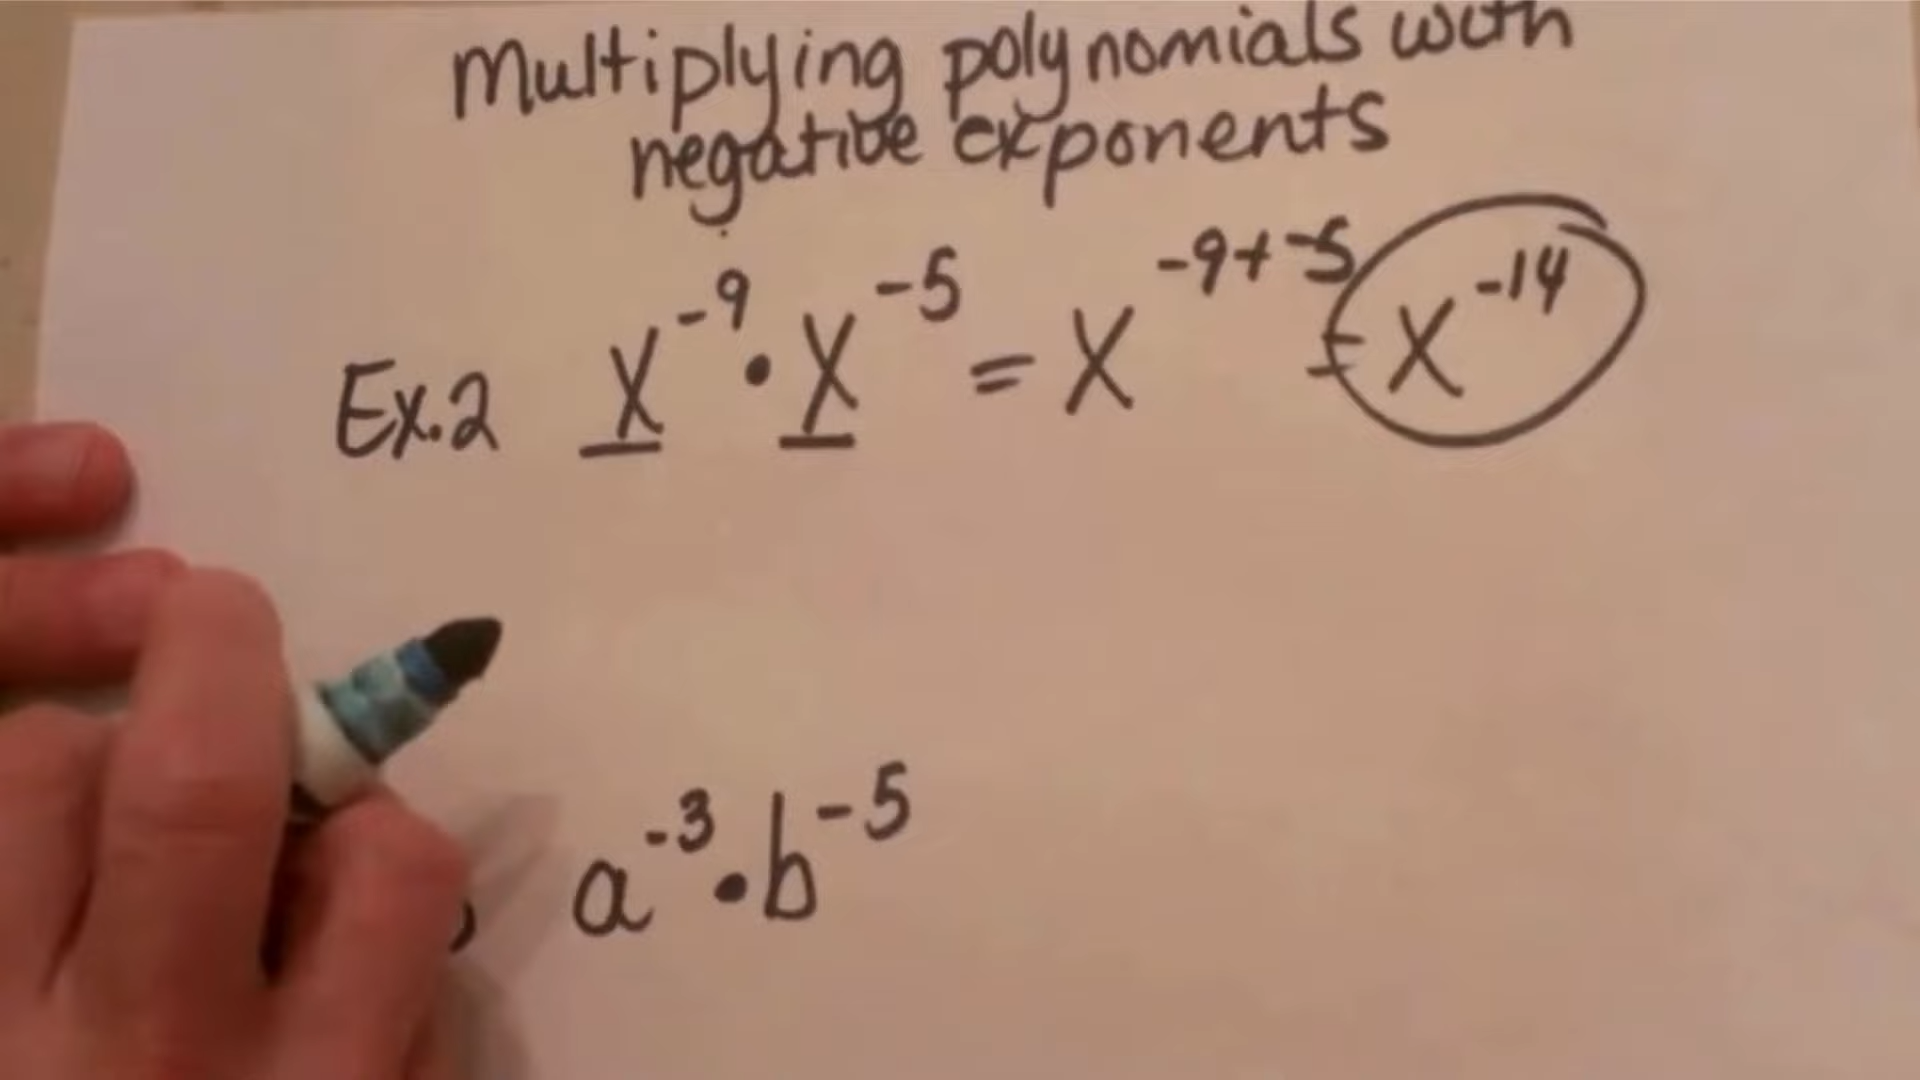 Multiplying polynomials with
negative exponents
Ex.2 x⁻⁹ • x⁻⁵ = x⁻⁹⁺⁻⁵ = x⁻¹⁴
a⁻³ • b⁻⁵